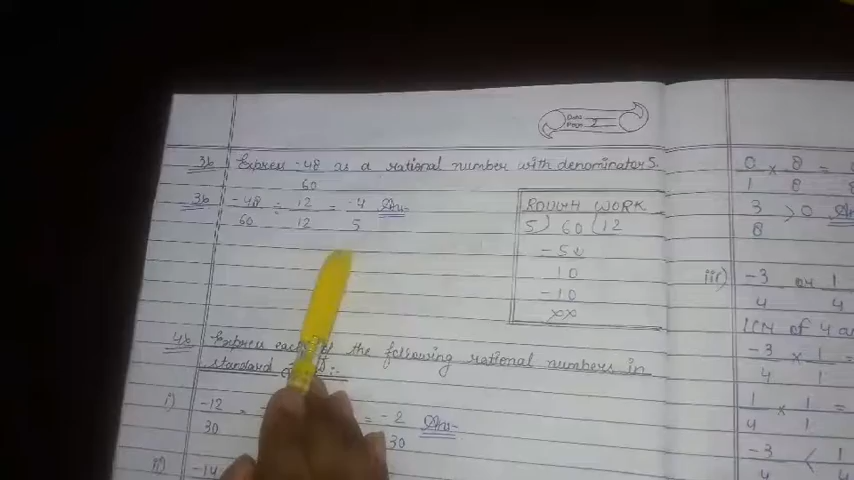 Date
Page 2
3b Express -48 as a rational number with denominator 5.
60
3b -48 ÷ 12 = -4 Ans-
60 12 5
ROUGH WORK
5) 60 (12
-5↓
10
-10
xx
4b Express each of the following rational numbers in
standard
i) -12 = = -2 Ans-
30 30
ii) -14
0 × 8 =
1 8
3 > 0
8
iii) -3 or 1
4 4
LCM of 4
-3 × 1 =
4 1
1 × 1 =
4 1
-3 < 1
4